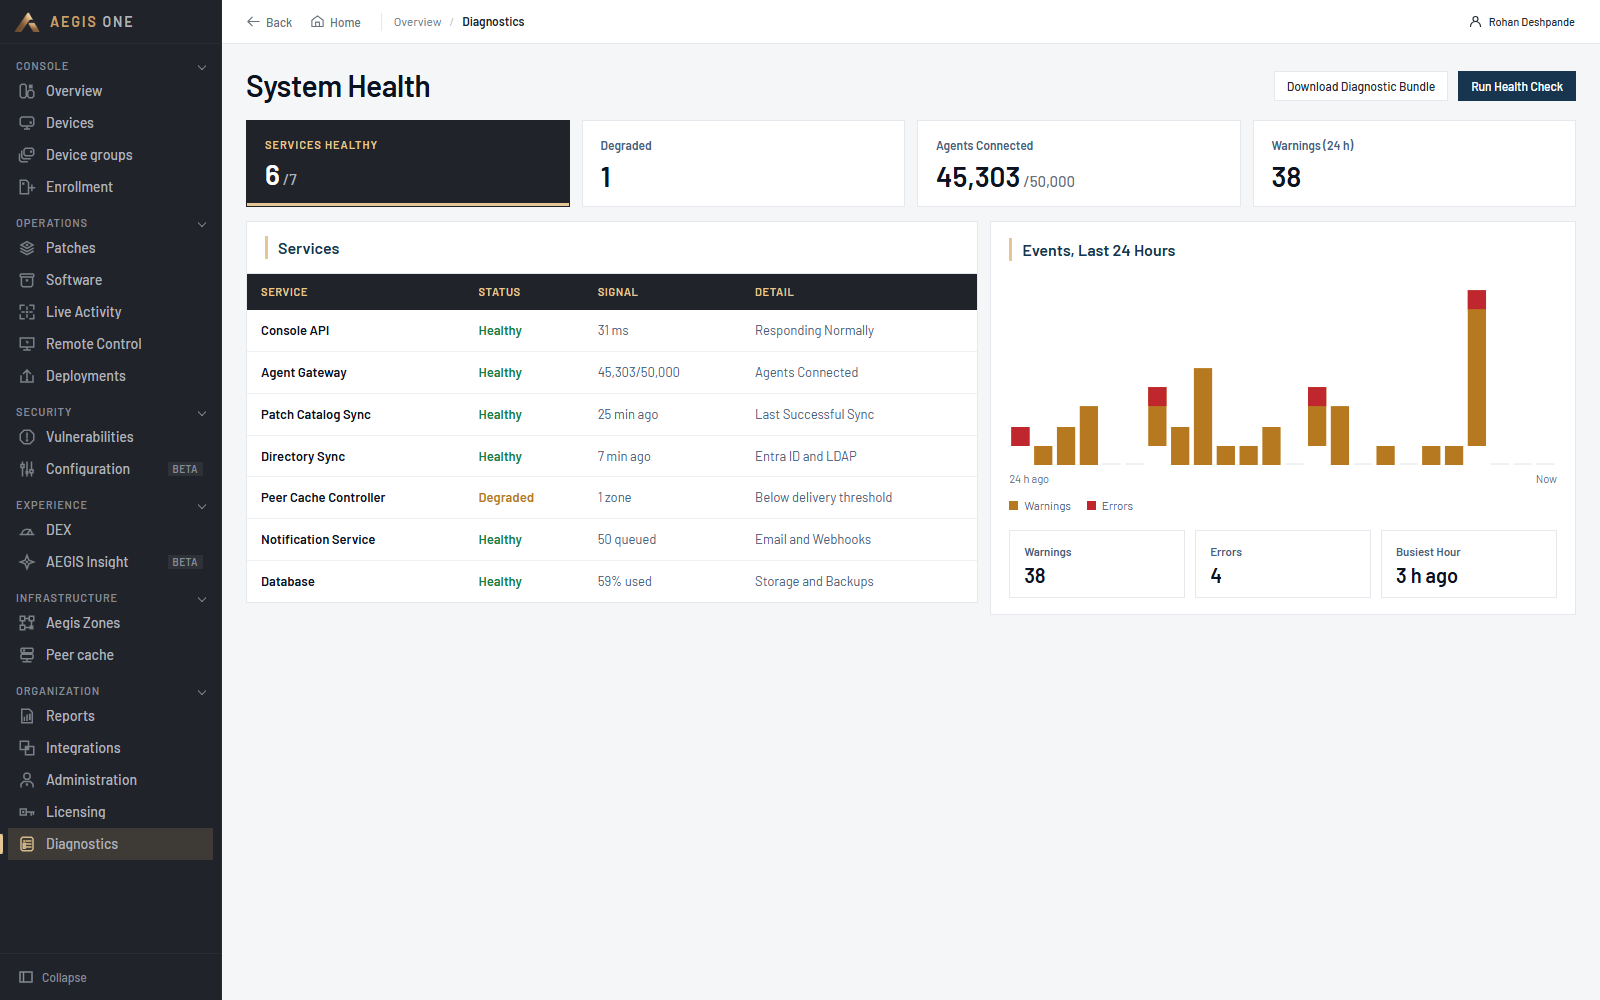 AEGIS ONE
Back
Home
Overview / Diagnostics
Rohan Deshpande
CONSOLE
Overview
Devices
Device groups
Enrollment
OPERATIONS
Patches
Software
Live Activity
Remote Control
Deployments
SECURITY
Vulnerabilities
Configuration BETA
EXPERIENCE
DEX
AEGIS Insight BETA
INFRASTRUCTURE
Aegis Zones
Peer cache
ORGANIZATION
Reports
Integrations
Administration
Licensing
Diagnostics
Collapse
System Health
Download Diagnostic Bundle
Run Health Check
SERVICES HEALTHY
6 /7
Degraded
1
Agents Connected
45,303 /50,000
Warnings (24 h)
38
Services
SERVICE STATUS SIGNAL DETAIL
Console API Healthy 31 ms Responding Normally
Agent Gateway Healthy 45,303/50,000 Agents Connected
Patch Catalog Sync Healthy 25 min ago Last Successful Sync
Directory Sync Healthy 7 min ago Entra ID and LDAP
Peer Cache Controller Degraded 1 zone Below delivery threshold
Notification Service Healthy 50 queued Email and Webhooks
Database Healthy 59% used Storage and Backups
Events, Last 24 Hours
24 h ago
Now
Warnings
Errors
Warnings
38
Errors
4
Busiest Hour
3 h ago